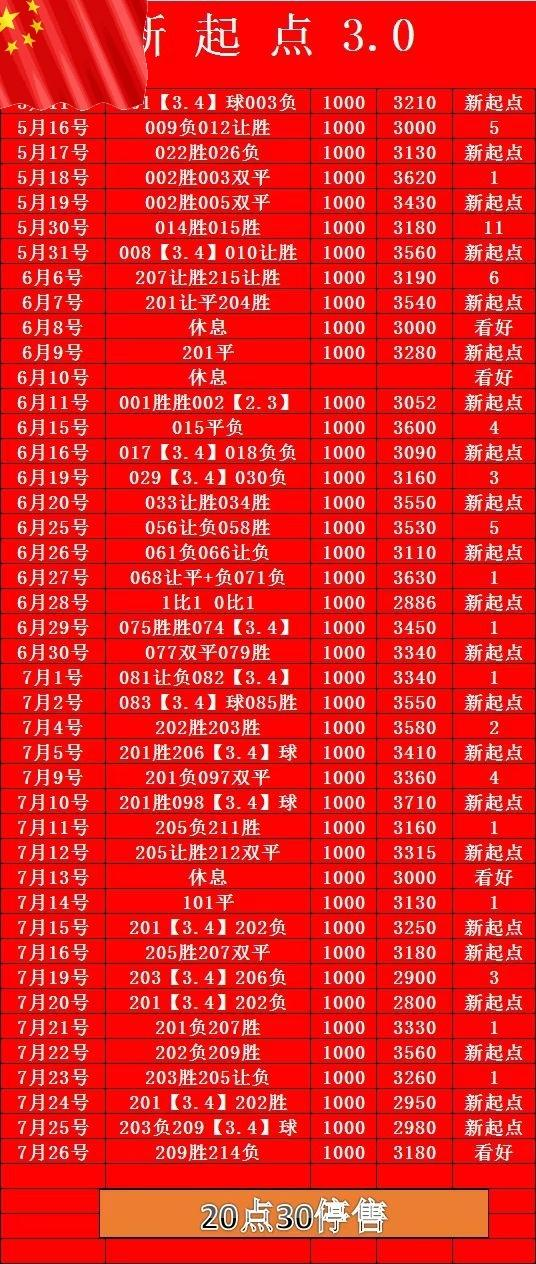 新 起 点 3.0
【3.4】球003负 1000 3210 新起点
5月16号 009负012让胜 1000 3000 5
5月17号 022胜026负 1000 3130 新起点
5月18号 002胜003双平 1000 3620 1
5月19号 002胜005双平 1000 3430 新起点
5月30号 014胜015胜 1000 3180 11
5月31号 008【3.4】010让胜 1000 3560 新起点
6月6号 207让胜215让胜 1000 3190 6
6月7号 201让平204胜 1000 3540 新起点
6月8号 休息 1000 3000 看好
6月9号 201平 1000 3280 新起点
6月10号 休息 看好
6月11号 001胜胜002【2.3】 1000 3052 新起点
6月15号 015平负 1000 3600 4
6月16号 017【3.4】018负负 1000 3090 新起点
6月19号 029【3.4】030负 1000 3160 3
6月20号 033让胜034胜 1000 3550 新起点
6月25号 056让负058胜 1000 3530 5
6月26号 061负066让负 1000 3110 新起点
6月27号 068让平+负071负 1000 3630 1
6月28号 1比1 0比1 1000 2886 新起点
6月29号 075胜胜074【3.4】 1000 3450 1
6月30号 077双平079胜 1000 3340 新起点
7月1号 081让负082【3.4】 1000 3340 1
7月2号 083【3.4】球085胜 1000 3550 新起点
7月4号 202胜203胜 1000 3580 2
7月5号 201胜206【3.4】球 1000 3410 新起点
7月9号 201负097双平 1000 3360 4
7月10号 201胜098【3.4】球 1000 3710 新起点
7月11号 205负211胜 1000 3160 1
7月12号 205让胜212双平 1000 3315 新起点
7月13号 休息 1000 3000 看好
7月14号 101平 1000 3130 1
7月15号 201【3.4】202负 1000 3250 新起点
7月16号 205胜207双平 1000 3180 新起点
7月19号 203【3.4】206负 1000 2900 3
7月20号 201【3.4】202负 1000 2800 新起点
7月21号 201负207胜 1000 3330 1
7月22号 202负209胜 1000 3560 新起点
7月23号 203胜205让负 1000 3260 1
7月24号 201【3.4】202胜 1000 2950 新起点
7月25号 203负209【3.4】球 1000 2980 新起点
7月26号 209胜214负 1000 3180 看好
20点30停售